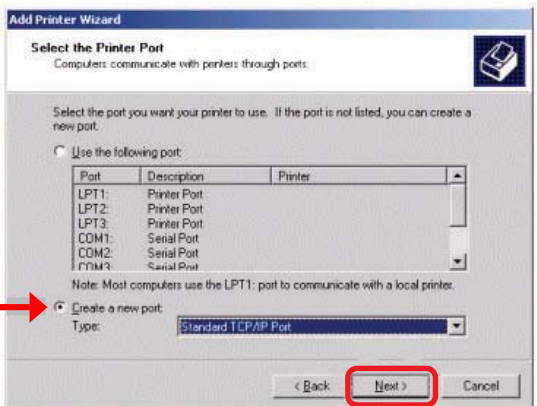 Add Printer Wizard
Select the Printer Port
Computers communicate with printers through ports.
Select the port you want your printer to use. If the port is not listed, you can create a
new port.
Use the following port:
Port Description Printer
LPT1: Printer Port
LPT2: Printer Port
LPT3: Printer Port
COM1: Serial Port
COM2: Serial Port
COM3: Serial Port
Note: Most computers use the LPT1: port to communicate with a local printer.
Create a new port:
Type: Standard TCP/IP Port
< Back Next > Cancel